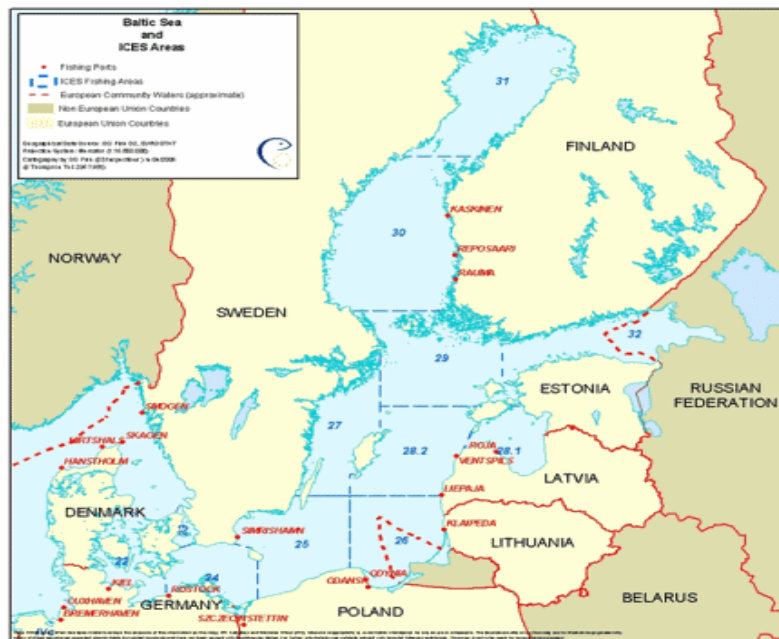 Baltic Sea
and
ICES Areas
Fishing Ports
ICES Fishing Areas
European Community Waters (approximate)
Non European Union Countries
European Union Countries
31
FINLAND
KASKINEN
30
REPOSAARI
NORWAY
RAUMA
SWEDEN
32
29
ESTONIA
RUSSIAN
FEDERATION
SMOGEN
27
SKAGEN
HIRTSHALS
ROJA
28.2
28.1
VENTSPILS
HANSTHOLM
LATVIA
LIEPAJA
DENMARK
KLAIPEDA
SIMRISHAMN
23
25
26
LITHUANIA
22
24
GDYNIA
KIEL
GDANSK
ROSTOCK
BELARUS
CUXHAVEN
GERMANY
BREMERHAVEN
POLAND
SZCZECIN STETTIN
IVc